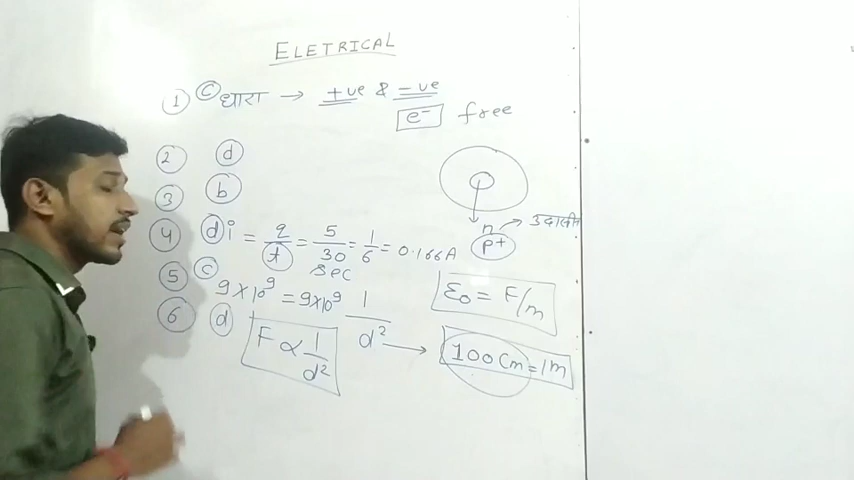 ELETRICAL
1 C धारा → +ve & -ve
e⁻ free
2 d
3 b
n → उदासीन
P+
4 d i = q/t = 5/30 = 1/6 = 0.166A
sec
5 C
9×10⁹ = 9×10⁹ 1/d²
ε₀ = F/m
6 d
F ∝ 1/d²
100 Cm = 1m